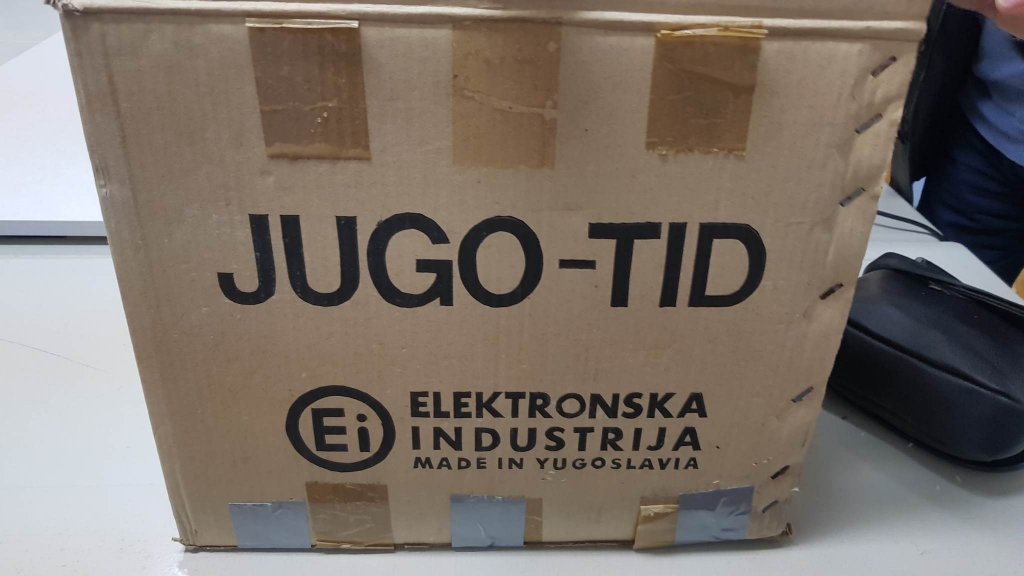 JUGO-TID
Ei ELEKTRONSKA
INDUSTRIJA
MADE IN YUGOSLAVIA